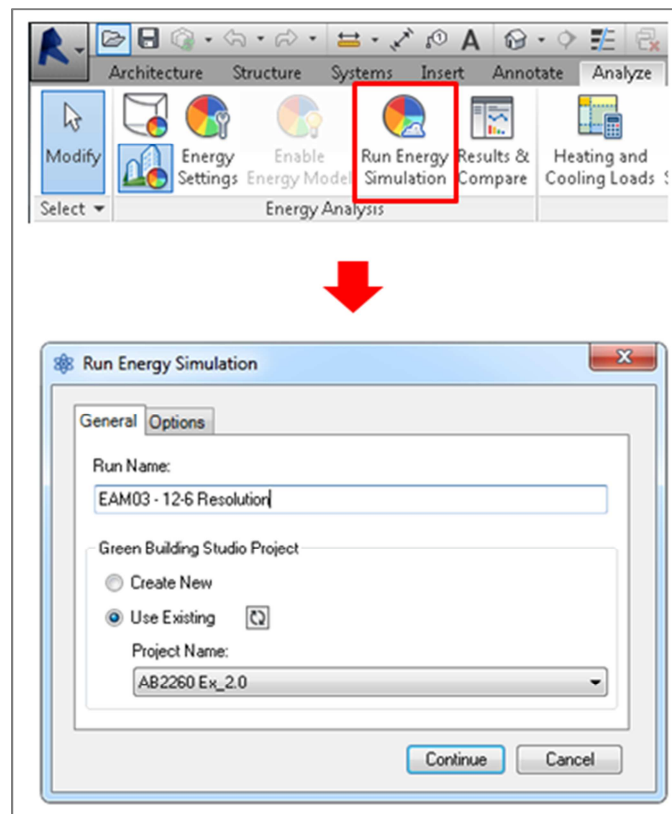 Architecture Structure Systems Insert Annotate Analyze
Modify
Energy Settings
Enable Energy Model
Run Energy Simulation
Results & Compare
Heating and Cooling Loads
Select
Energy Analysis
Run Energy Simulation
General Options
Run Name:
EAM03 - 12-6 Resolution
Green Building Studio Project
Create New
Use Existing
Project Name:
AB2260 Ex_2.0
Continue Cancel